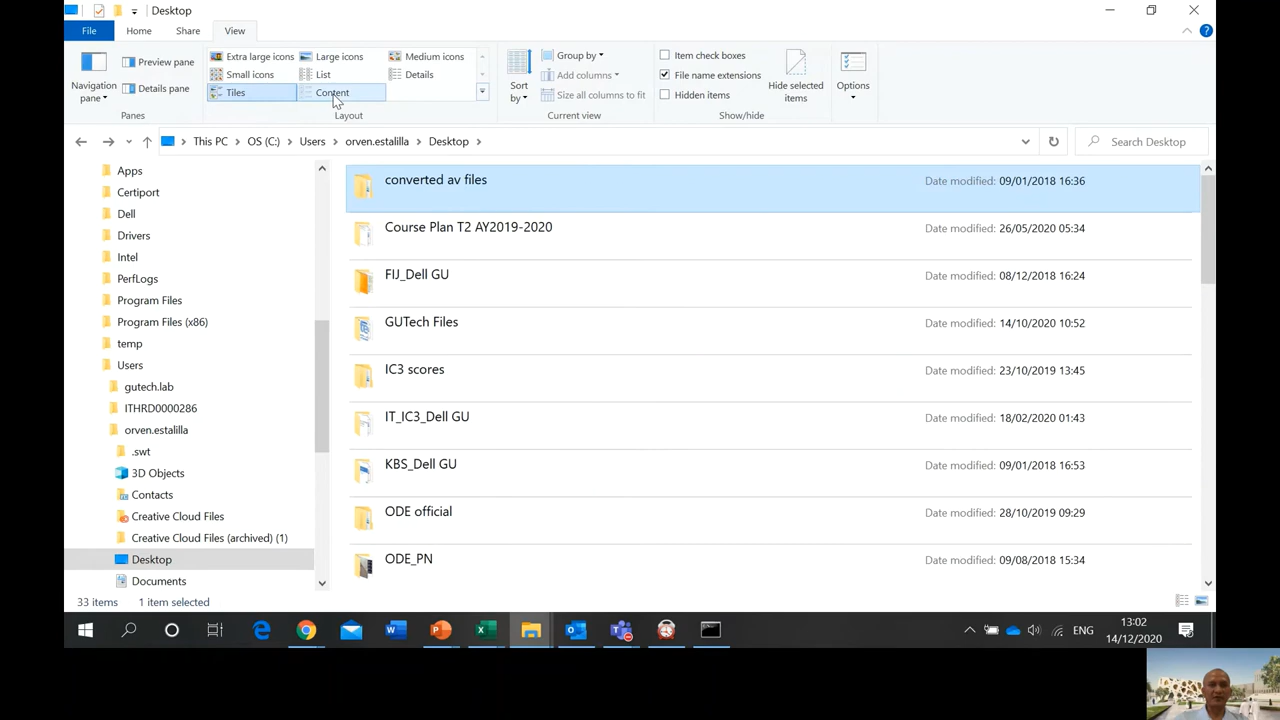 Desktop
File Home Share View
Navigation pane
Preview pane
Details pane
Panes
Extra large icons Large icons Medium icons
Small icons List Details
Tiles Content
Layout
Sort by
Group by
Add columns
Size all columns to fit
Current view
Item check boxes
File name extensions
Hidden items
Hide selected items
Show/hide
Options
This PC > OS (C:) > Users > orven.estalilla > Desktop >
Search Desktop
Apps
Certiport
Dell
Drivers
Intel
PerfLogs
Program Files
Program Files (x86)
temp
Users
gutech.lab
ITHRD0000286
orven.estalilla
.swt
3D Objects
Contacts
Creative Cloud Files
Creative Cloud Files (archived) (1)
Desktop
Documents
converted av files Date modified: 09/01/2018 16:36
Course Plan T2 AY2019-2020 Date modified: 26/05/2020 05:34
FIJ_Dell GU Date modified: 08/12/2018 16:24
GUTech Files Date modified: 14/10/2020 10:52
IC3 scores Date modified: 23/10/2019 13:45
IT_IC3_Dell GU Date modified: 18/02/2020 01:43
KBS_Dell GU Date modified: 09/01/2018 16:53
ODE official Date modified: 28/10/2019 09:29
ODE_PN Date modified: 09/08/2018 15:34
33 items 1 item selected
ENG
13:02
14/12/2020